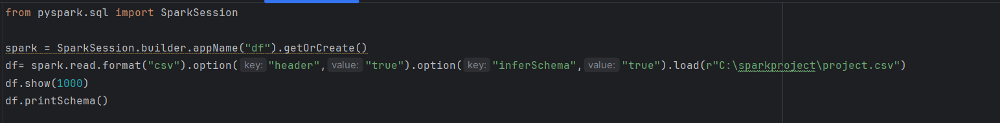 from pyspark.sql import SparkSession
spark = SparkSession.builder.appName("df").getOrCreate()
df= spark.read.format("csv").option( key: "header", value: "true").option( key: "inferSchema", value: "true").load(r"C:\sparkproject\project.csv")
df.show(1000)
df.printSchema()